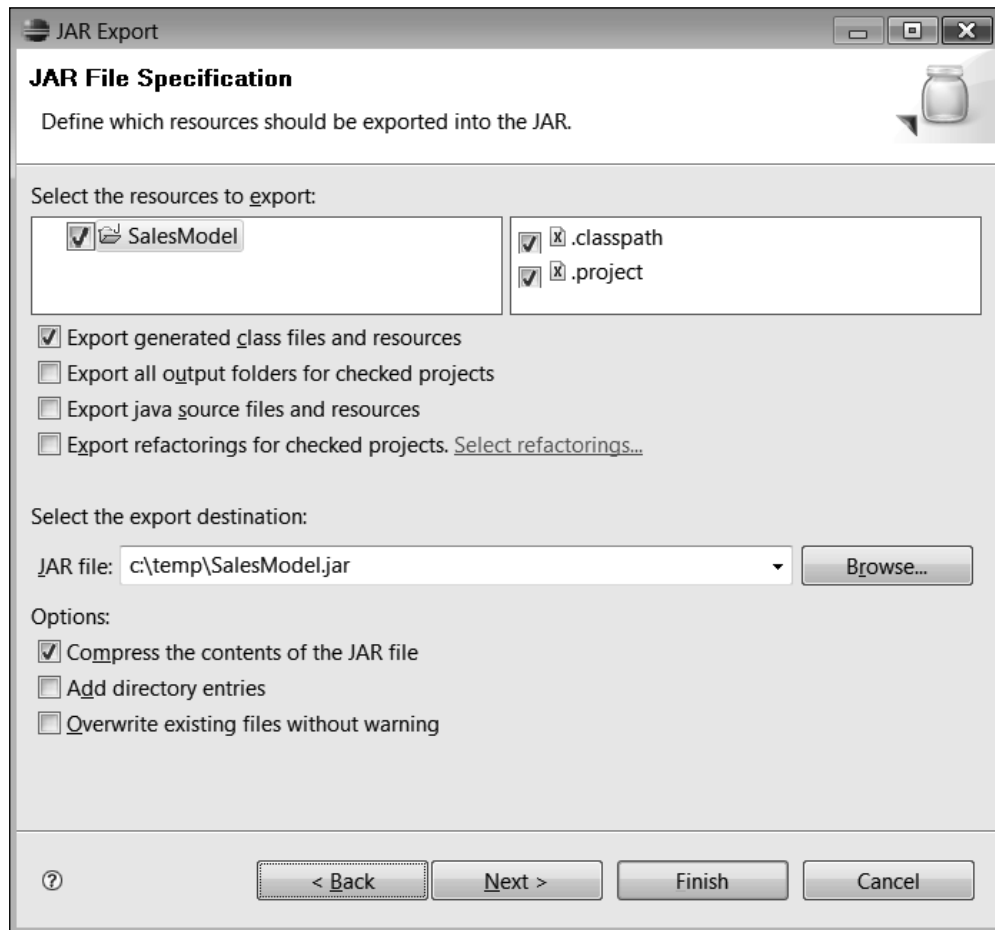 JAR Export
JAR File Specification
Define which resources should be exported into the JAR.
Select the resources to export:
SalesModel
.classpath
.project
Export generated class files and resources
Export all output folders for checked projects
Export java source files and resources
Export refactorings for checked projects. Select refactorings...
Select the export destination:
JAR file: c:\temp\SalesModel.jar Browse...
Options:
Compress the contents of the JAR file
Add directory entries
Overwrite existing files without warning
? < Back Next > Finish Cancel